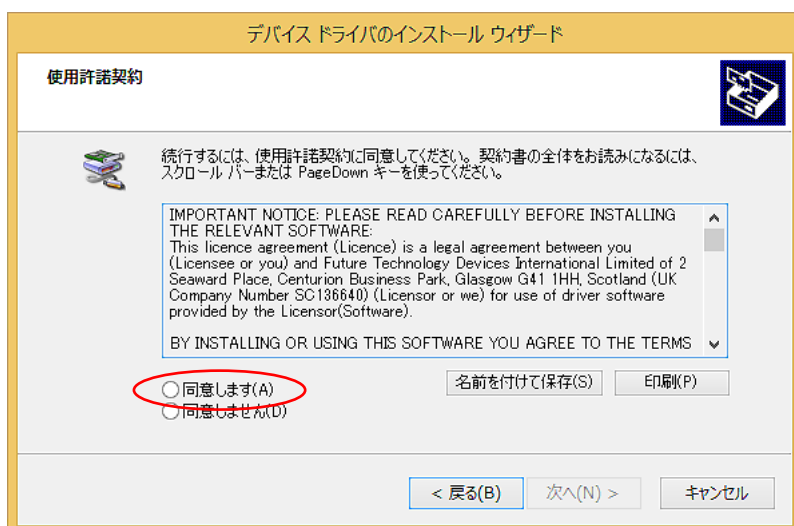 デバイス ドライバのインストール ウィザード
使用許諾契約
続行するには、使用許諾契約に同意してください。契約書の全体をお読みになるには、
スクロール バーまたは PageDown キーを使ってください。
IMPORTANT NOTICE: PLEASE READ CAREFULLY BEFORE INSTALLING
THE RELEVANT SOFTWARE:
This licence agreement (Licence) is a legal agreement between you
(Licensee or you) and Future Technology Devices International Limited of 2
Seaward Place, Centurion Business Park, Glasgow G41 1HH, Scotland (UK
Company Number SC136640) (Licensor or we) for use of driver software
provided by the Licensor(Software).
BY INSTALLING OR USING THIS SOFTWARE YOU AGREE TO THE TERMS
同意します(A)
同意しません(D)
名前を付けて保存(S)
印刷(P)
< 戻る(B)
次へ(N) >
キャンセル